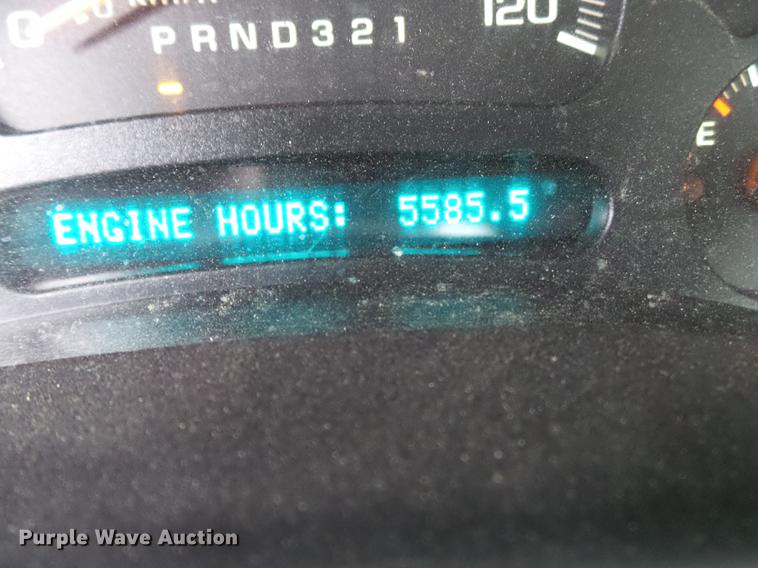 120
PRND321
E
ENGINE HOURS: 5585.5
Purple Wave Auction